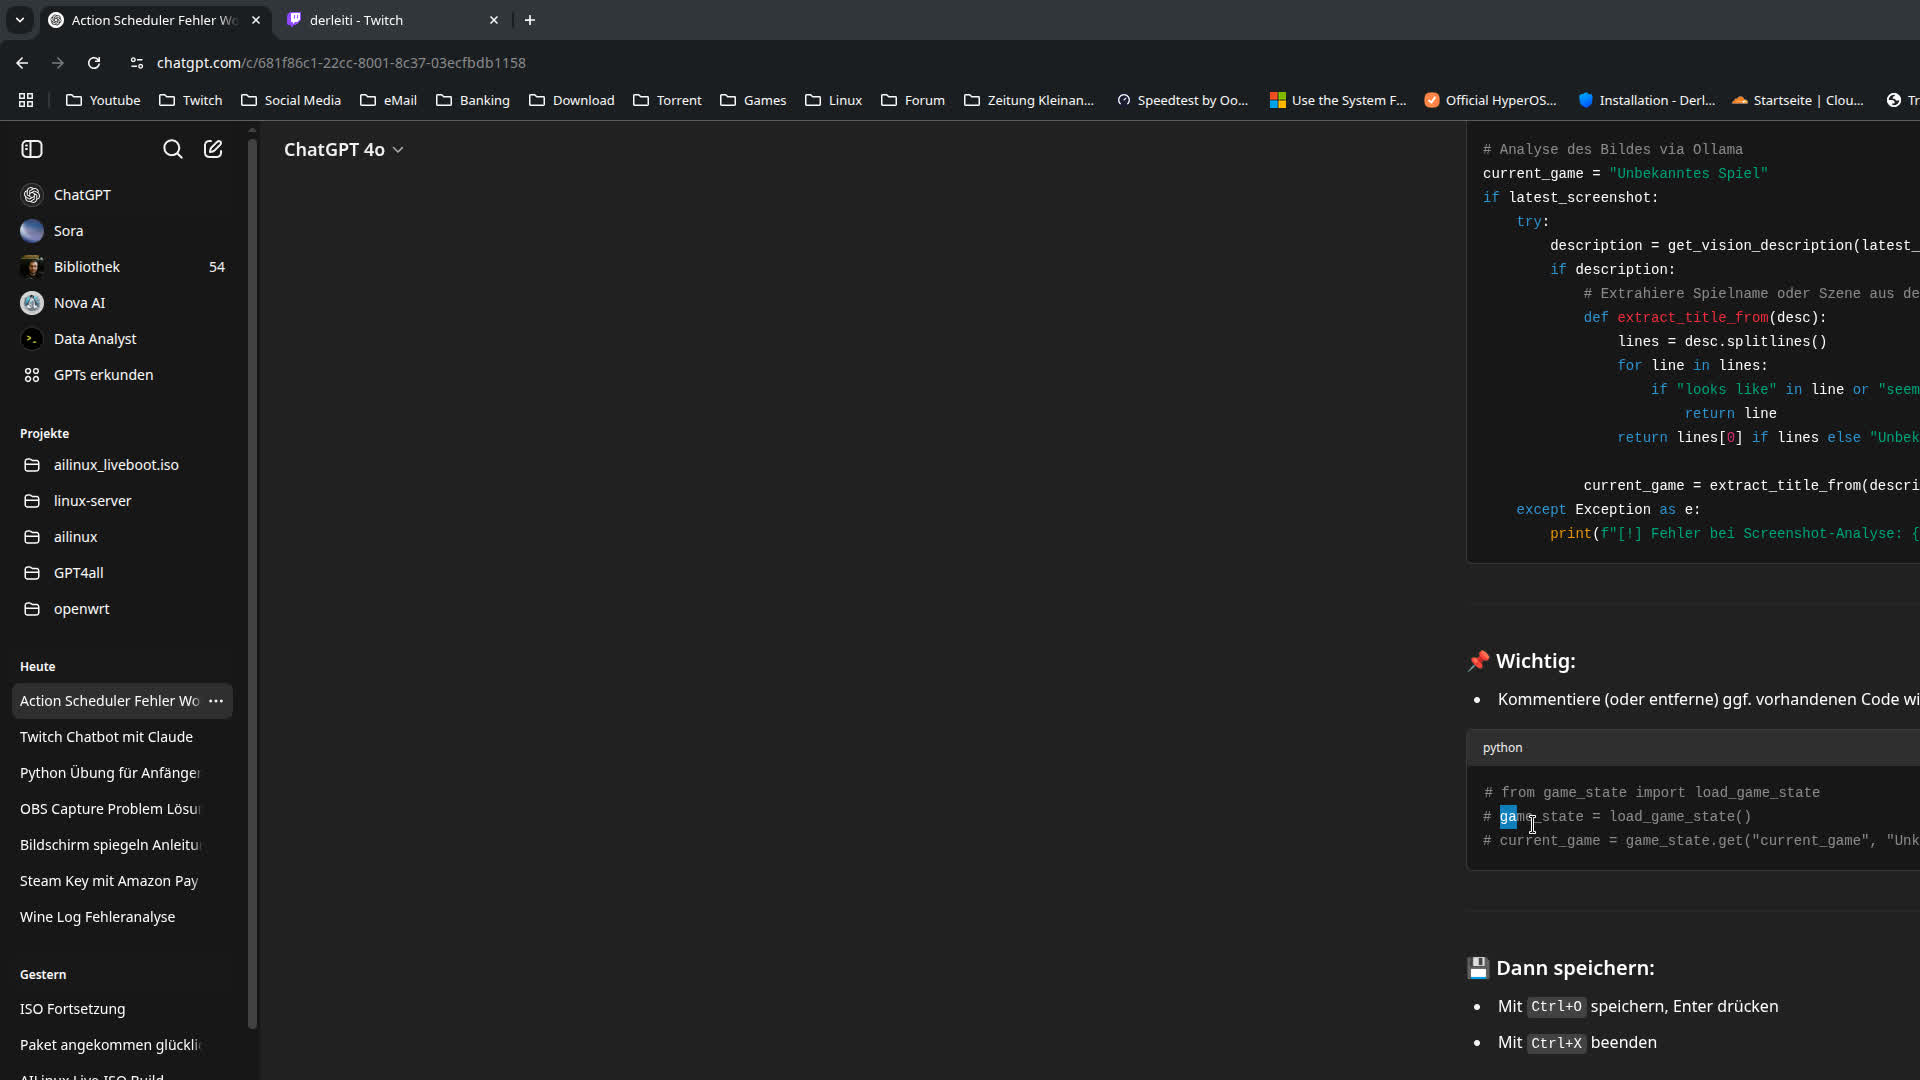 Action Scheduler Fehler Wo
derleiti - Twitch
chatgpt.com/c/681f86c1-22cc-8001-8c37-03ecfbdb1158
Youtube Twitch Social Media eMail Banking Download Torrent Games Linux Forum Zeitung Kleinan... Speedtest by Oo... Use the System F... Official HyperOS... Installation - Derl... Startseite | Clou... Tr
ChatGPT 4o
ChatGPT
Sora
Bibliothek 54
Nova AI
Data Analyst
GPTs erkunden
Projekte
ailinux_liveboot.iso
linux-server
ailinux
GPT4all
openwrt
Heute
Action Scheduler Fehler Wo
Twitch Chatbot mit Claude
Python Übung für Anfänger
OBS Capture Problem Lösu
Bildschirm spiegeln Anleitu
Steam Key mit Amazon Pay
Wine Log Fehleranalyse
Gestern
ISO Fortsetzung
Paket angekommen glückli
AILinux Live ISO Build
# Analyse des Bildes via Ollama
current_game = "Unbekanntes Spiel"
if latest_screenshot:
try:
description = get_vision_description(latest_
if description:
# Extrahiere Spielname oder Szene aus de
def extract_title_from(desc):
lines = desc.splitlines()
for line in lines:
if "looks like" in line or "seem
return line
return lines[0] if lines else "Unbek
current_game = extract_title_from(descri
except Exception as e:
print(f"[!] Fehler bei Screenshot-Analyse: {
📌 Wichtig:
• Kommentiere (oder entferne) ggf. vorhandenen Code wi
python
# from game_state import load_game_state
# game_state = load_game_state()
# current_game = game_state.get("current_game", "Unk
💾 Dann speichern:
• Mit Ctrl+O speichern, Enter drücken
• Mit Ctrl+X beenden